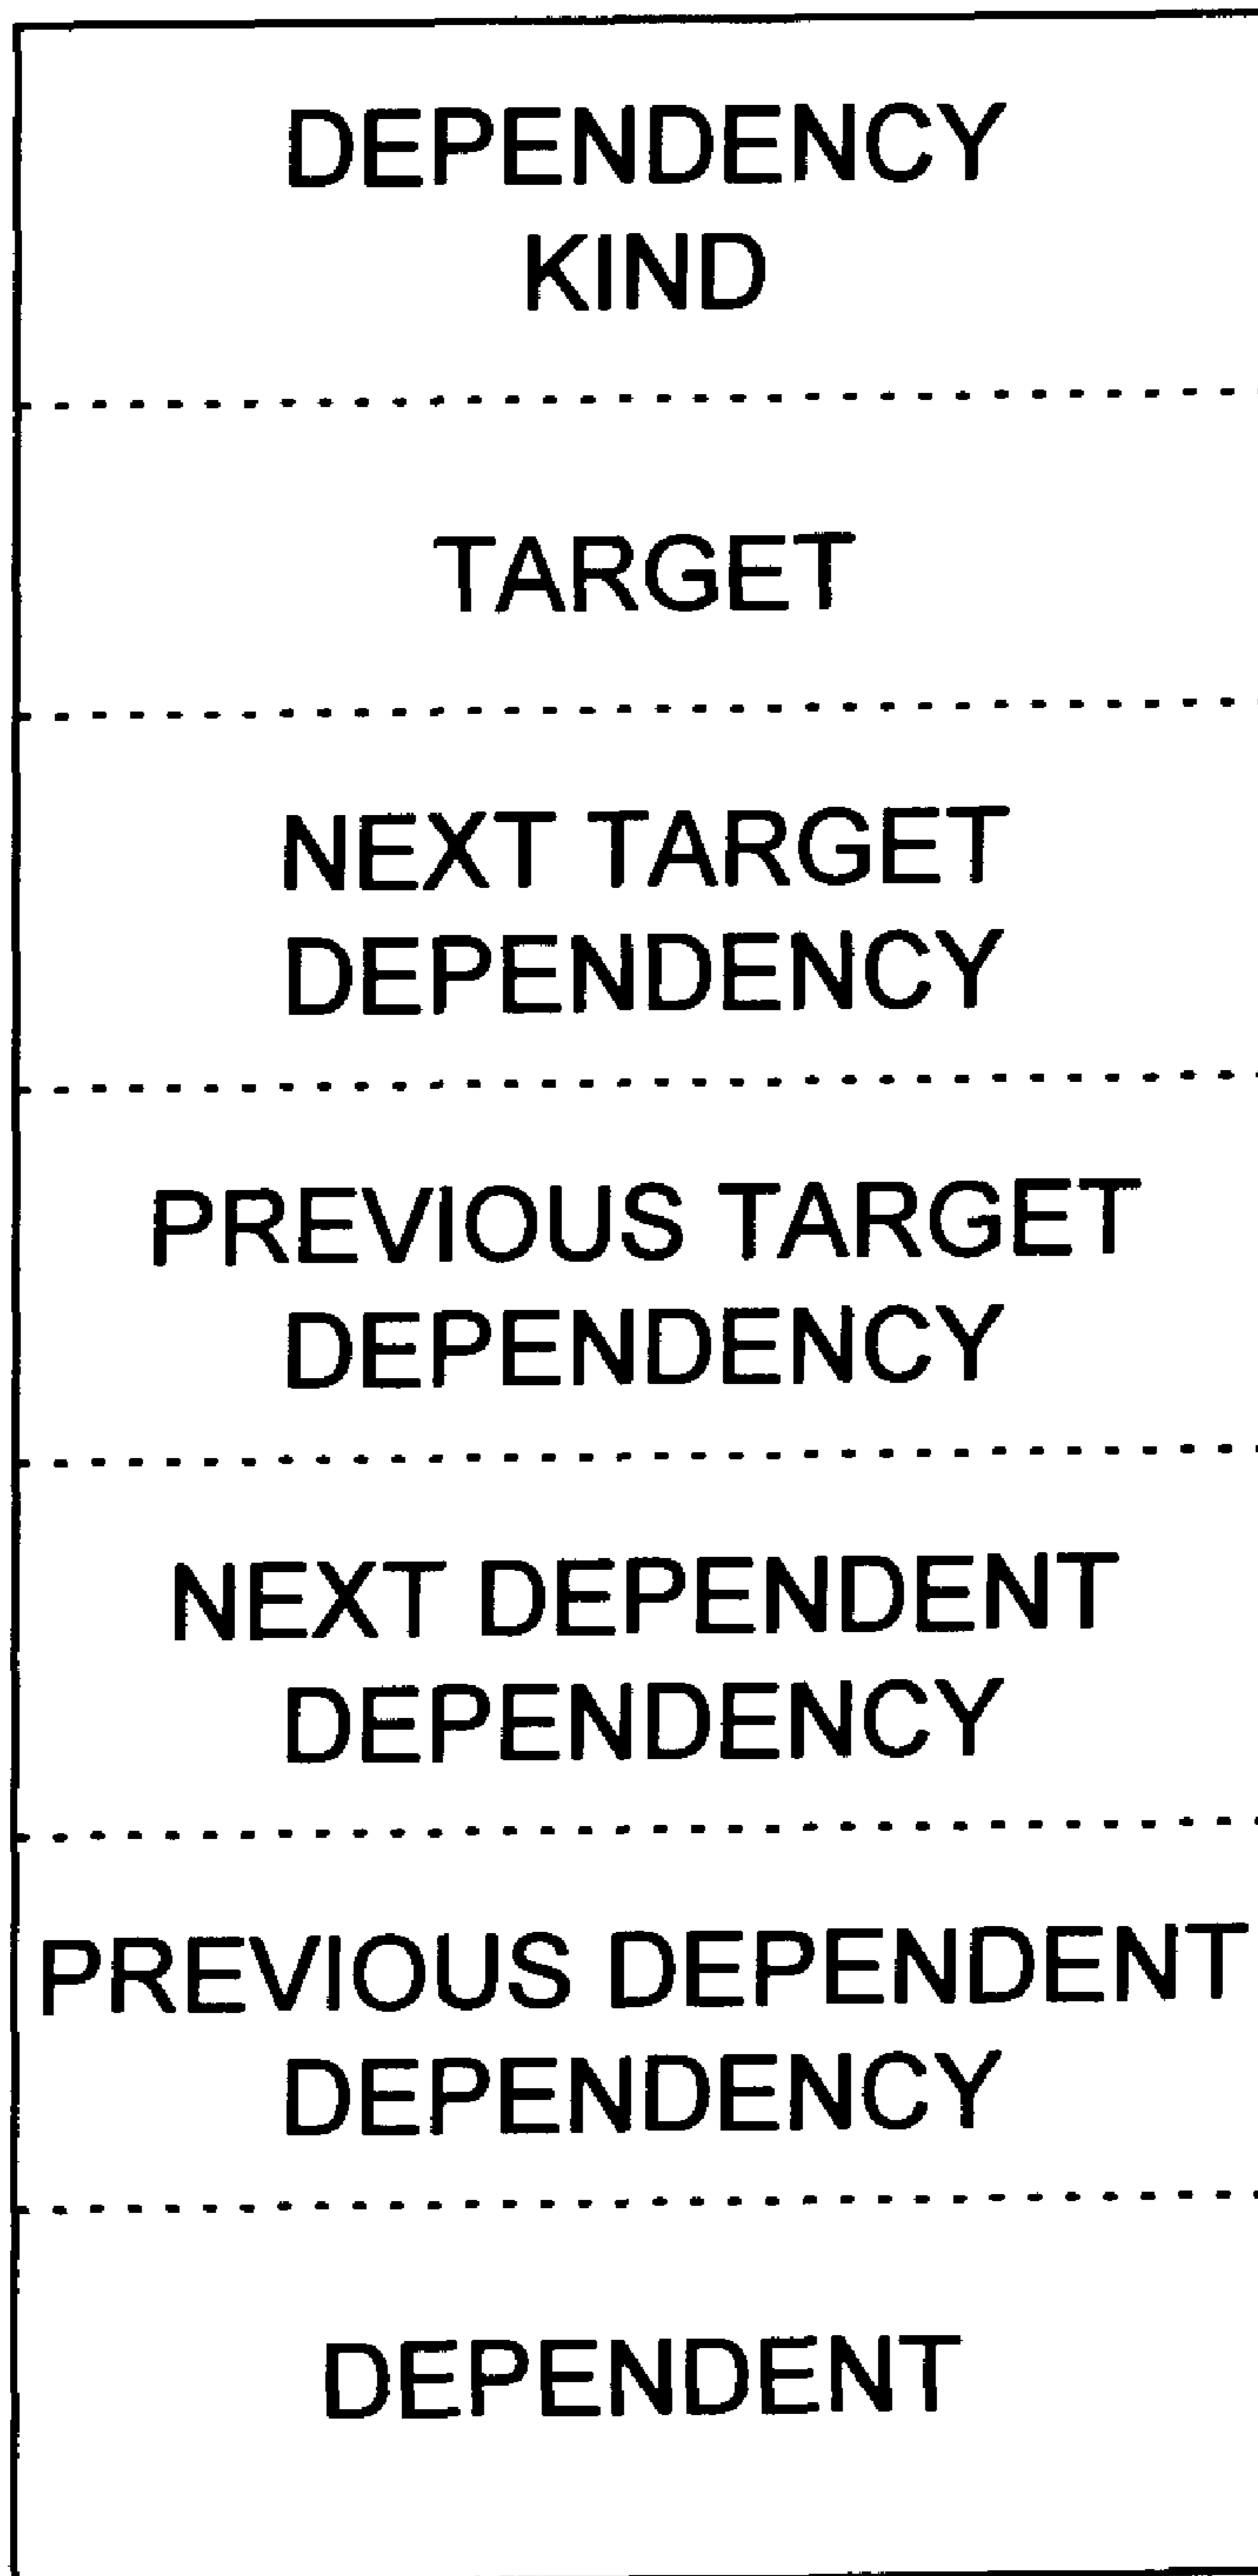 DEPENDENCY
KIND
TARGET
NEXT TARGET
DEPENDENCY
PREVIOUS TARGET
DEPENDENCY
NEXT DEPENDENT
DEPENDENCY
PREVIOUS DEPENDENT
DEPENDENCY
DEPENDENT